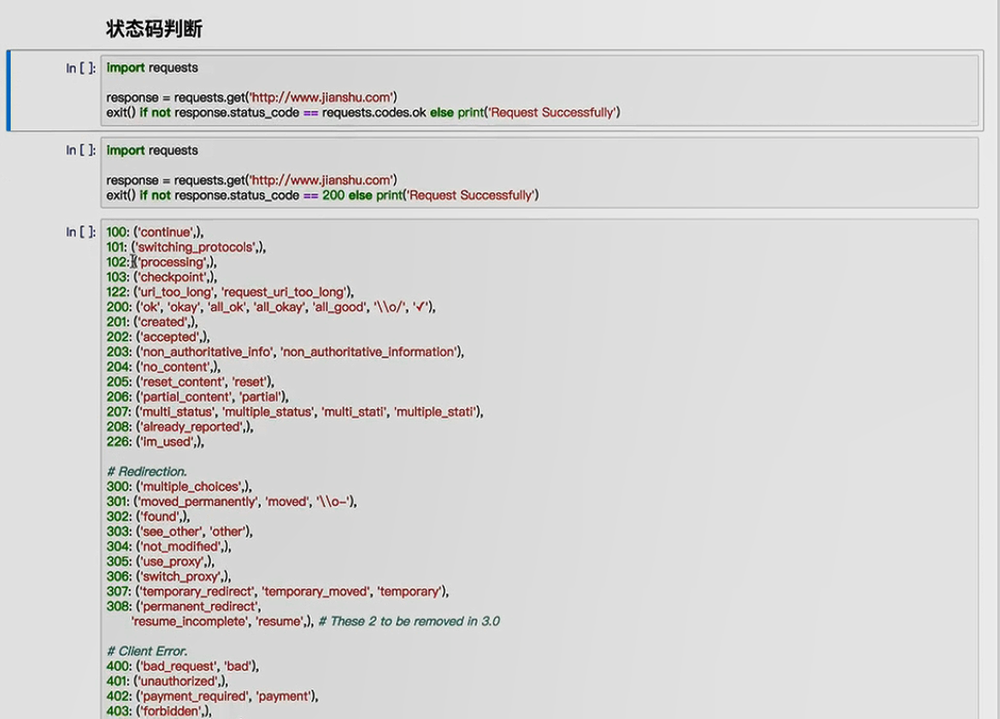 状态码判断
In [ ]: import requests
response = requests.get('http://www.jianshu.com')
exit() if not response.status_code == requests.codes.ok else print('Request Successfully')
In [ ]: import requests
response = requests.get('http://www.jianshu.com')
exit() if not response.status_code == 200 else print('Request Successfully')
In [ ]: 100: ('continue',),
101: ('switching_protocols',),
102: ('processing',),
103: ('checkpoint',),
122: ('uri_too_long', 'request_uri_too_long'),
200: ('ok', 'okay', 'all_ok', 'all_okay', 'all_good', '\\o/', '✓'),
201: ('created',),
202: ('accepted',),
203: ('non_authoritative_info', 'non_authoritative_information'),
204: ('no_content',),
205: ('reset_content', 'reset'),
206: ('partial_content', 'partial'),
207: ('multi_status', 'multiple_status', 'multi_stati', 'multiple_stati'),
208: ('already_reported',),
226: ('im_used',),
# Redirection.
300: ('multiple_choices',),
301: ('moved_permanently', 'moved', '\\o-'),
302: ('found',),
303: ('see_other', 'other'),
304: ('not_modified',),
305: ('use_proxy',),
306: ('switch_proxy',),
307: ('temporary_redirect', 'temporary_moved', 'temporary'),
308: ('permanent_redirect',
'resume_incomplete', 'resume',), # These 2 to be removed in 3.0
# Client Error.
400: ('bad_request', 'bad'),
401: ('unauthorized',),
402: ('payment_required', 'payment'),
403: ('forbidden',),